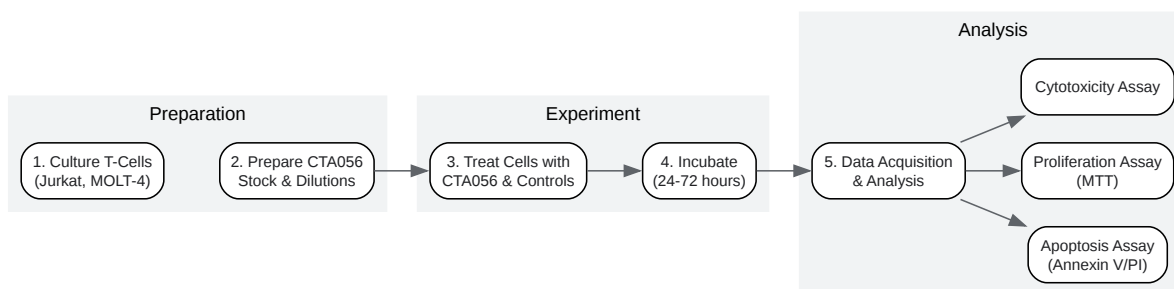 Preparation
1. Culture T-Cells
(Jurkat, MOLT-4)
2. Prepare CTA056
Stock & Dilutions
Experiment
3. Treat Cells with
CTA056 & Controls
4. Incubate
(24-72 hours)
Analysis
5. Data Acquisition
& Analysis
Cytotoxicity Assay
Proliferation Assay
(MTT)
Apoptosis Assay
(Annexin V/PI)